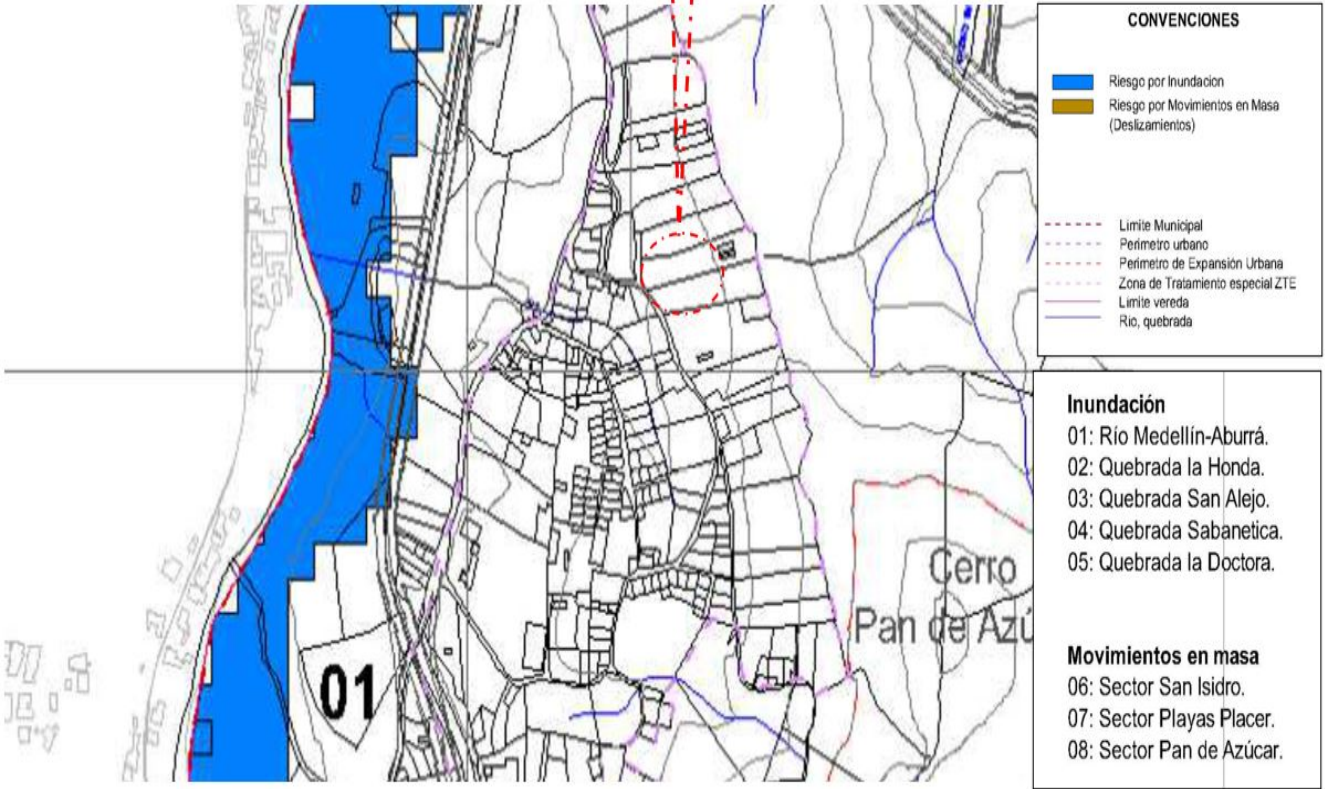 CONVENCIONES
Riesgo por Inundacion
Riesgo por Movimientos en Masa
(Deslizamientos)
Limite Municipal
Perimetro urbano
Perimetro de Expansión Urbana
Zona de Tratamiento especial ZTE
Limite vereda
Rio, quebrada
Inundación
01: Río Medellín-Aburrá.
02: Quebrada la Honda.
03: Quebrada San Alejo.
04: Quebrada Sabanetica.
05: Quebrada la Doctora.
Movimientos en masa
06: Sector San Isidro.
07: Sector Playas Placer.
08: Sector Pan de Azúcar.
Cerro
Pan de Azú
01